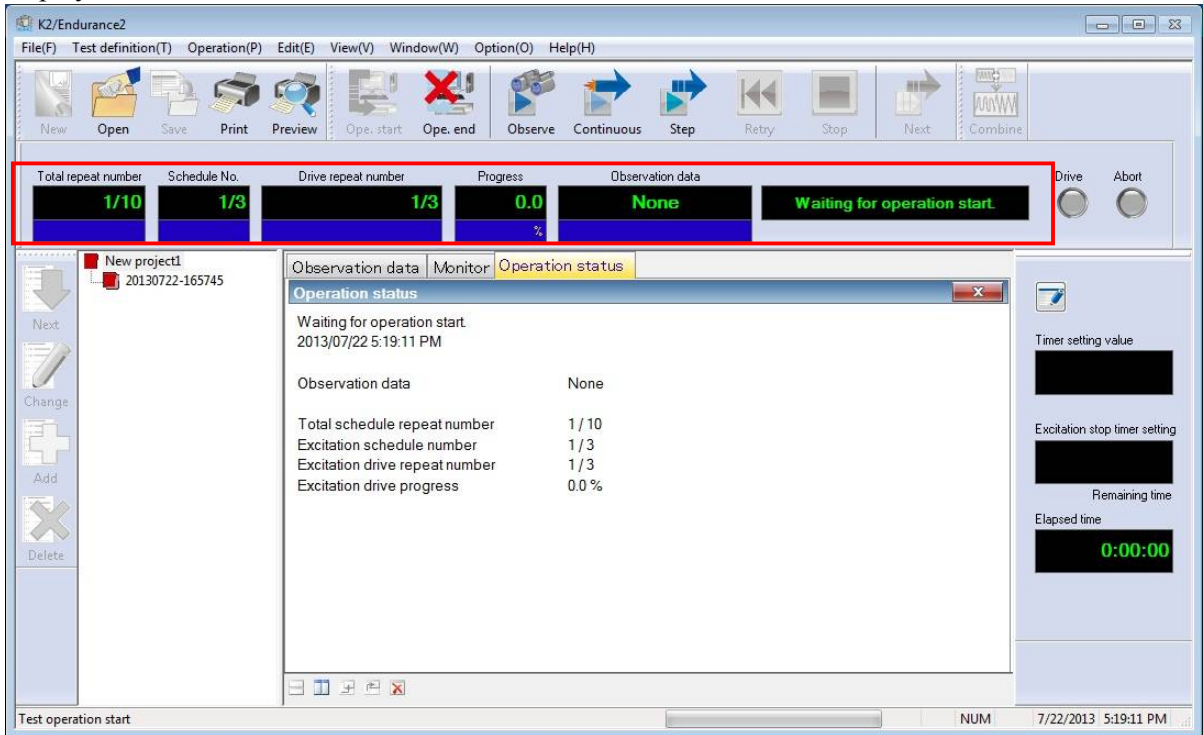 K2/Endurance2
File(F) Test definition(T) Operation(P) Edit(E) View(V) Window(W) Option(O) Help(H)
New Open Save Print Preview Ope. start Ope. end Observe Continuous Step Retry Stop Next Combine
Total repeat number Schedule No. Drive repeat number Progress Observation data Drive Abort
1/10 1/3 1/3 0.0 None Waiting for operation start.
%
New project1
20130722-165745
Next
Change
Add
Delete
Observation data Monitor Operation status
Operation status
Waiting for operation start.
2013/07/22 5:19:11 PM
Observation data None
Total schedule repeat number 1 / 10
Excitation schedule number 1 / 3
Excitation drive repeat number 1 / 3
Excitation drive progress 0.0 %
Timer setting value
Excitation stop timer setting
Remaining time
Elapsed time
0:00:00
Test operation start NUM 7/22/2013 5:19:11 PM